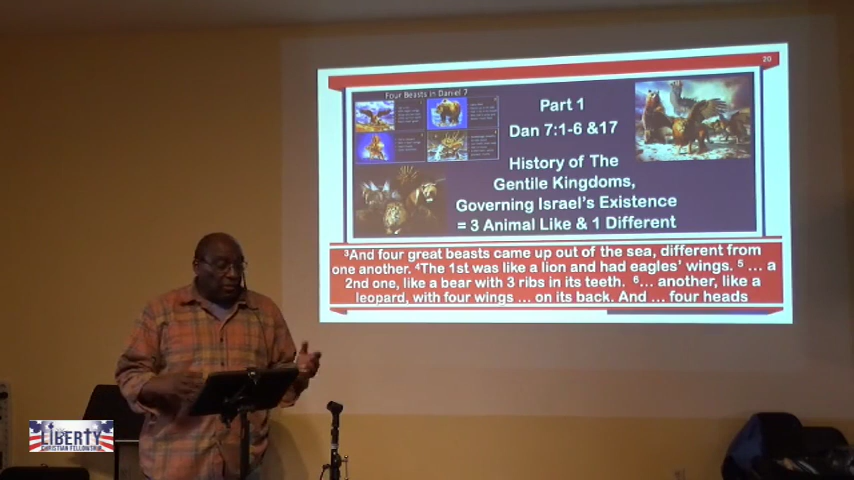 20
Four Beasts in Daniel 7
Part 1
Dan 7:1-6 &17
History of The
Gentile Kingdoms,
Governing Israel's Existence
= 3 Animal Like & 1 Different
3And four great beasts came up out of the sea, different from
one another. 4The 1st was like a lion and had eagles' wings. 5 ... a
2nd one, like a bear with 3 ribs in its teeth. 6... another, like a
leopard, with four wings ... on its back. And ... four heads
LIBERTY
CHRISTIAN FELLOWSHIP